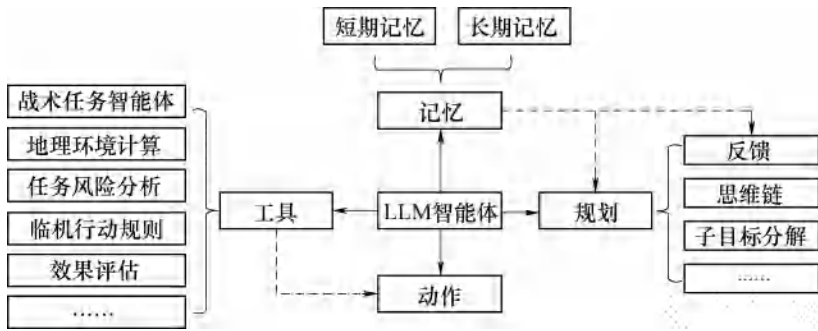 短期记忆
长期记忆
战术任务智能体
地理环境计算
任务风险分析
临机行动规则
效果评估
……
工具
记忆
LLM智能体
动作
规划
反馈
思维链
子目标分解
……